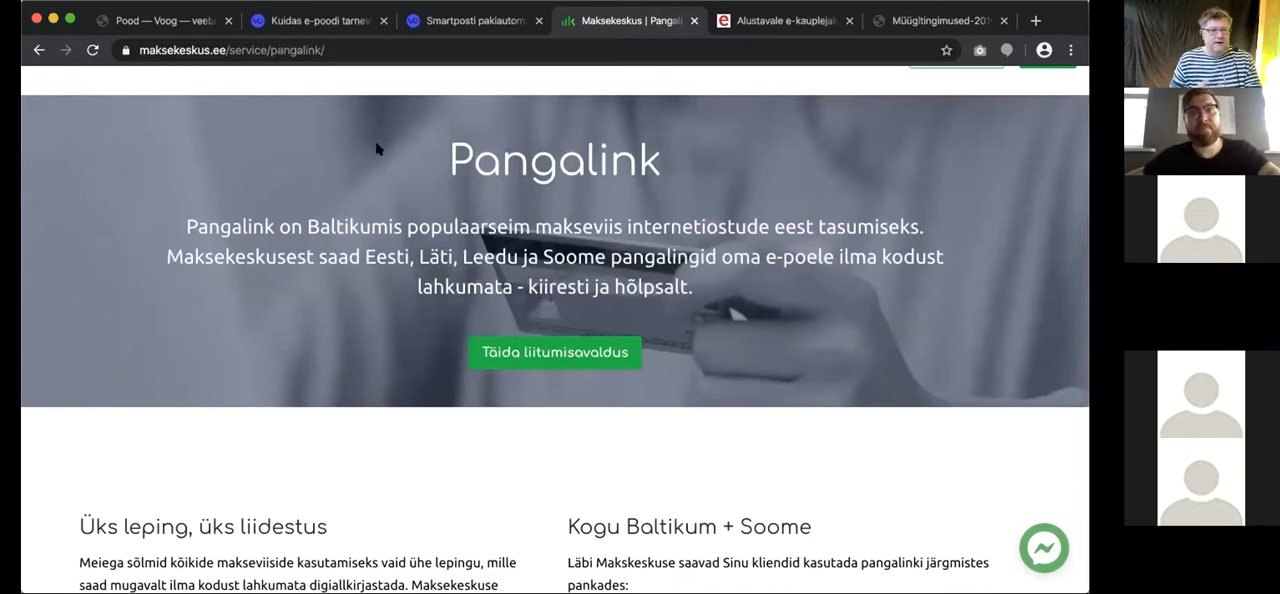 Pood — Voog — veeb
Kuidas e-poodi tarnev
Smartposti pakiautom
Maksekeskus | Pangali
Alustavale e-kauplejal
Müügitingimused-201
maksekeskus.ee/service/pangalink/
Pangalink
Pangalink on Baltikumis populaarseim makseviis internetiostude eest tasumiseks.
Maksekeskusest saad Eesti, Läti, Leedu ja Soome pangalingid oma e-poele ilma kodust
lahkumata - kiiresti ja hõlpsalt.
Täida liitumisavaldus
Üks leping, üks liidestus
Meiega sõlmid kõikide makseviiside kasutamiseks vaid ühe lepingu, mille
saad mugavalt ilma kodust lahkumata digiallkirjastada. Maksekeskuse
Kogu Baltikum + Soome
Läbi Makskeskuse saavad Sinu kliendid kasutada pangalinki järgmistes
pankades: